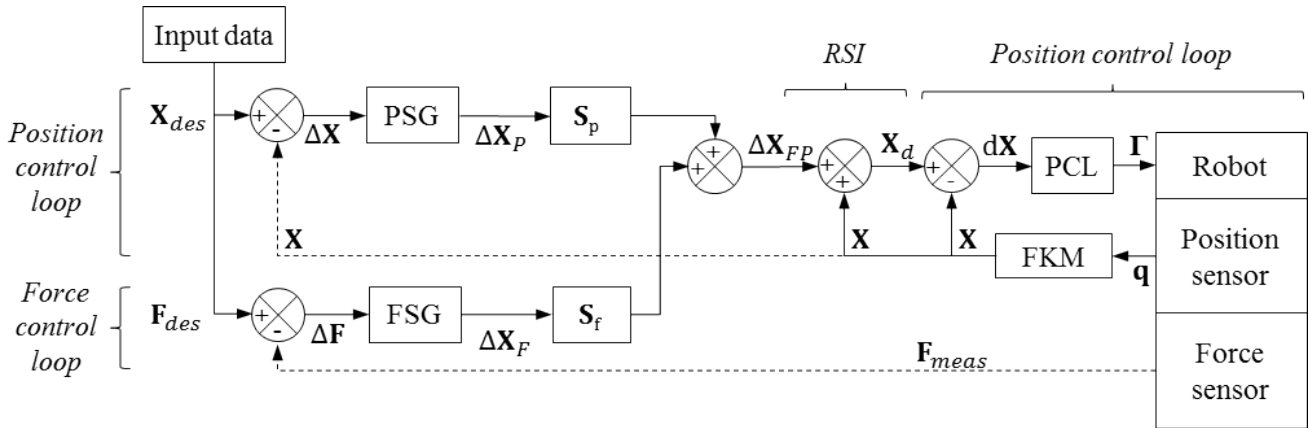 Input data
RSI
Position control loop
Position
control
loop
X_des
+
-
ΔX
PSG
ΔX_P
S_p
+
+
ΔX_FP
+
+
X_d
+
-
dX
PCL
Γ
Robot
X
X
X
FKM
q
Position
sensor
Force
control
loop
F_des
+
-
ΔF
FSG
ΔX_F
S_f
F_meas
Force
sensor